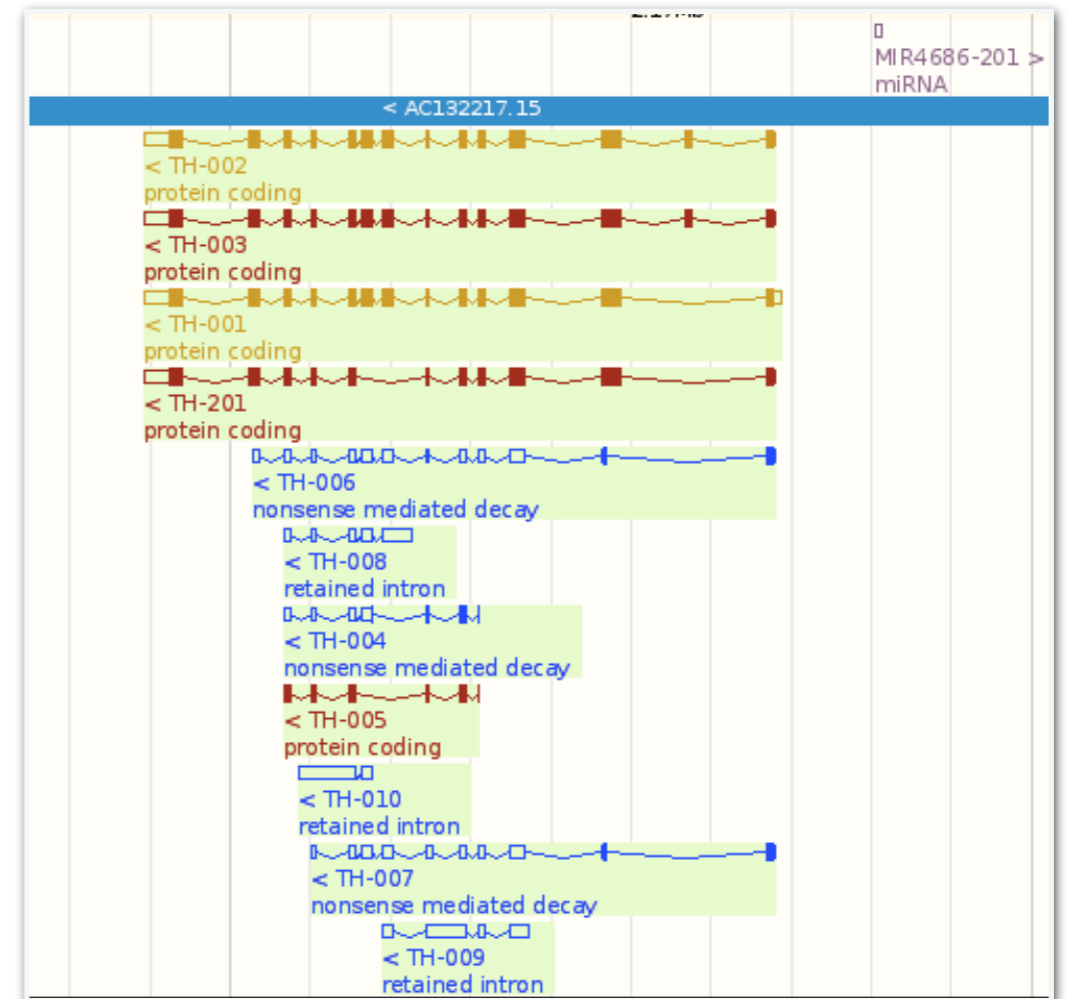 MIR4686-201 >
miRNA
< AC132217.15
< TH-002
protein coding
< TH-003
protein coding
< TH-001
protein coding
< TH-201
protein coding
< TH-006
nonsense mediated decay
< TH-008
retained intron
< TH-004
nonsense mediated decay
< TH-005
protein coding
< TH-010
retained intron
< TH-007
nonsense mediated decay
< TH-009
retained intron